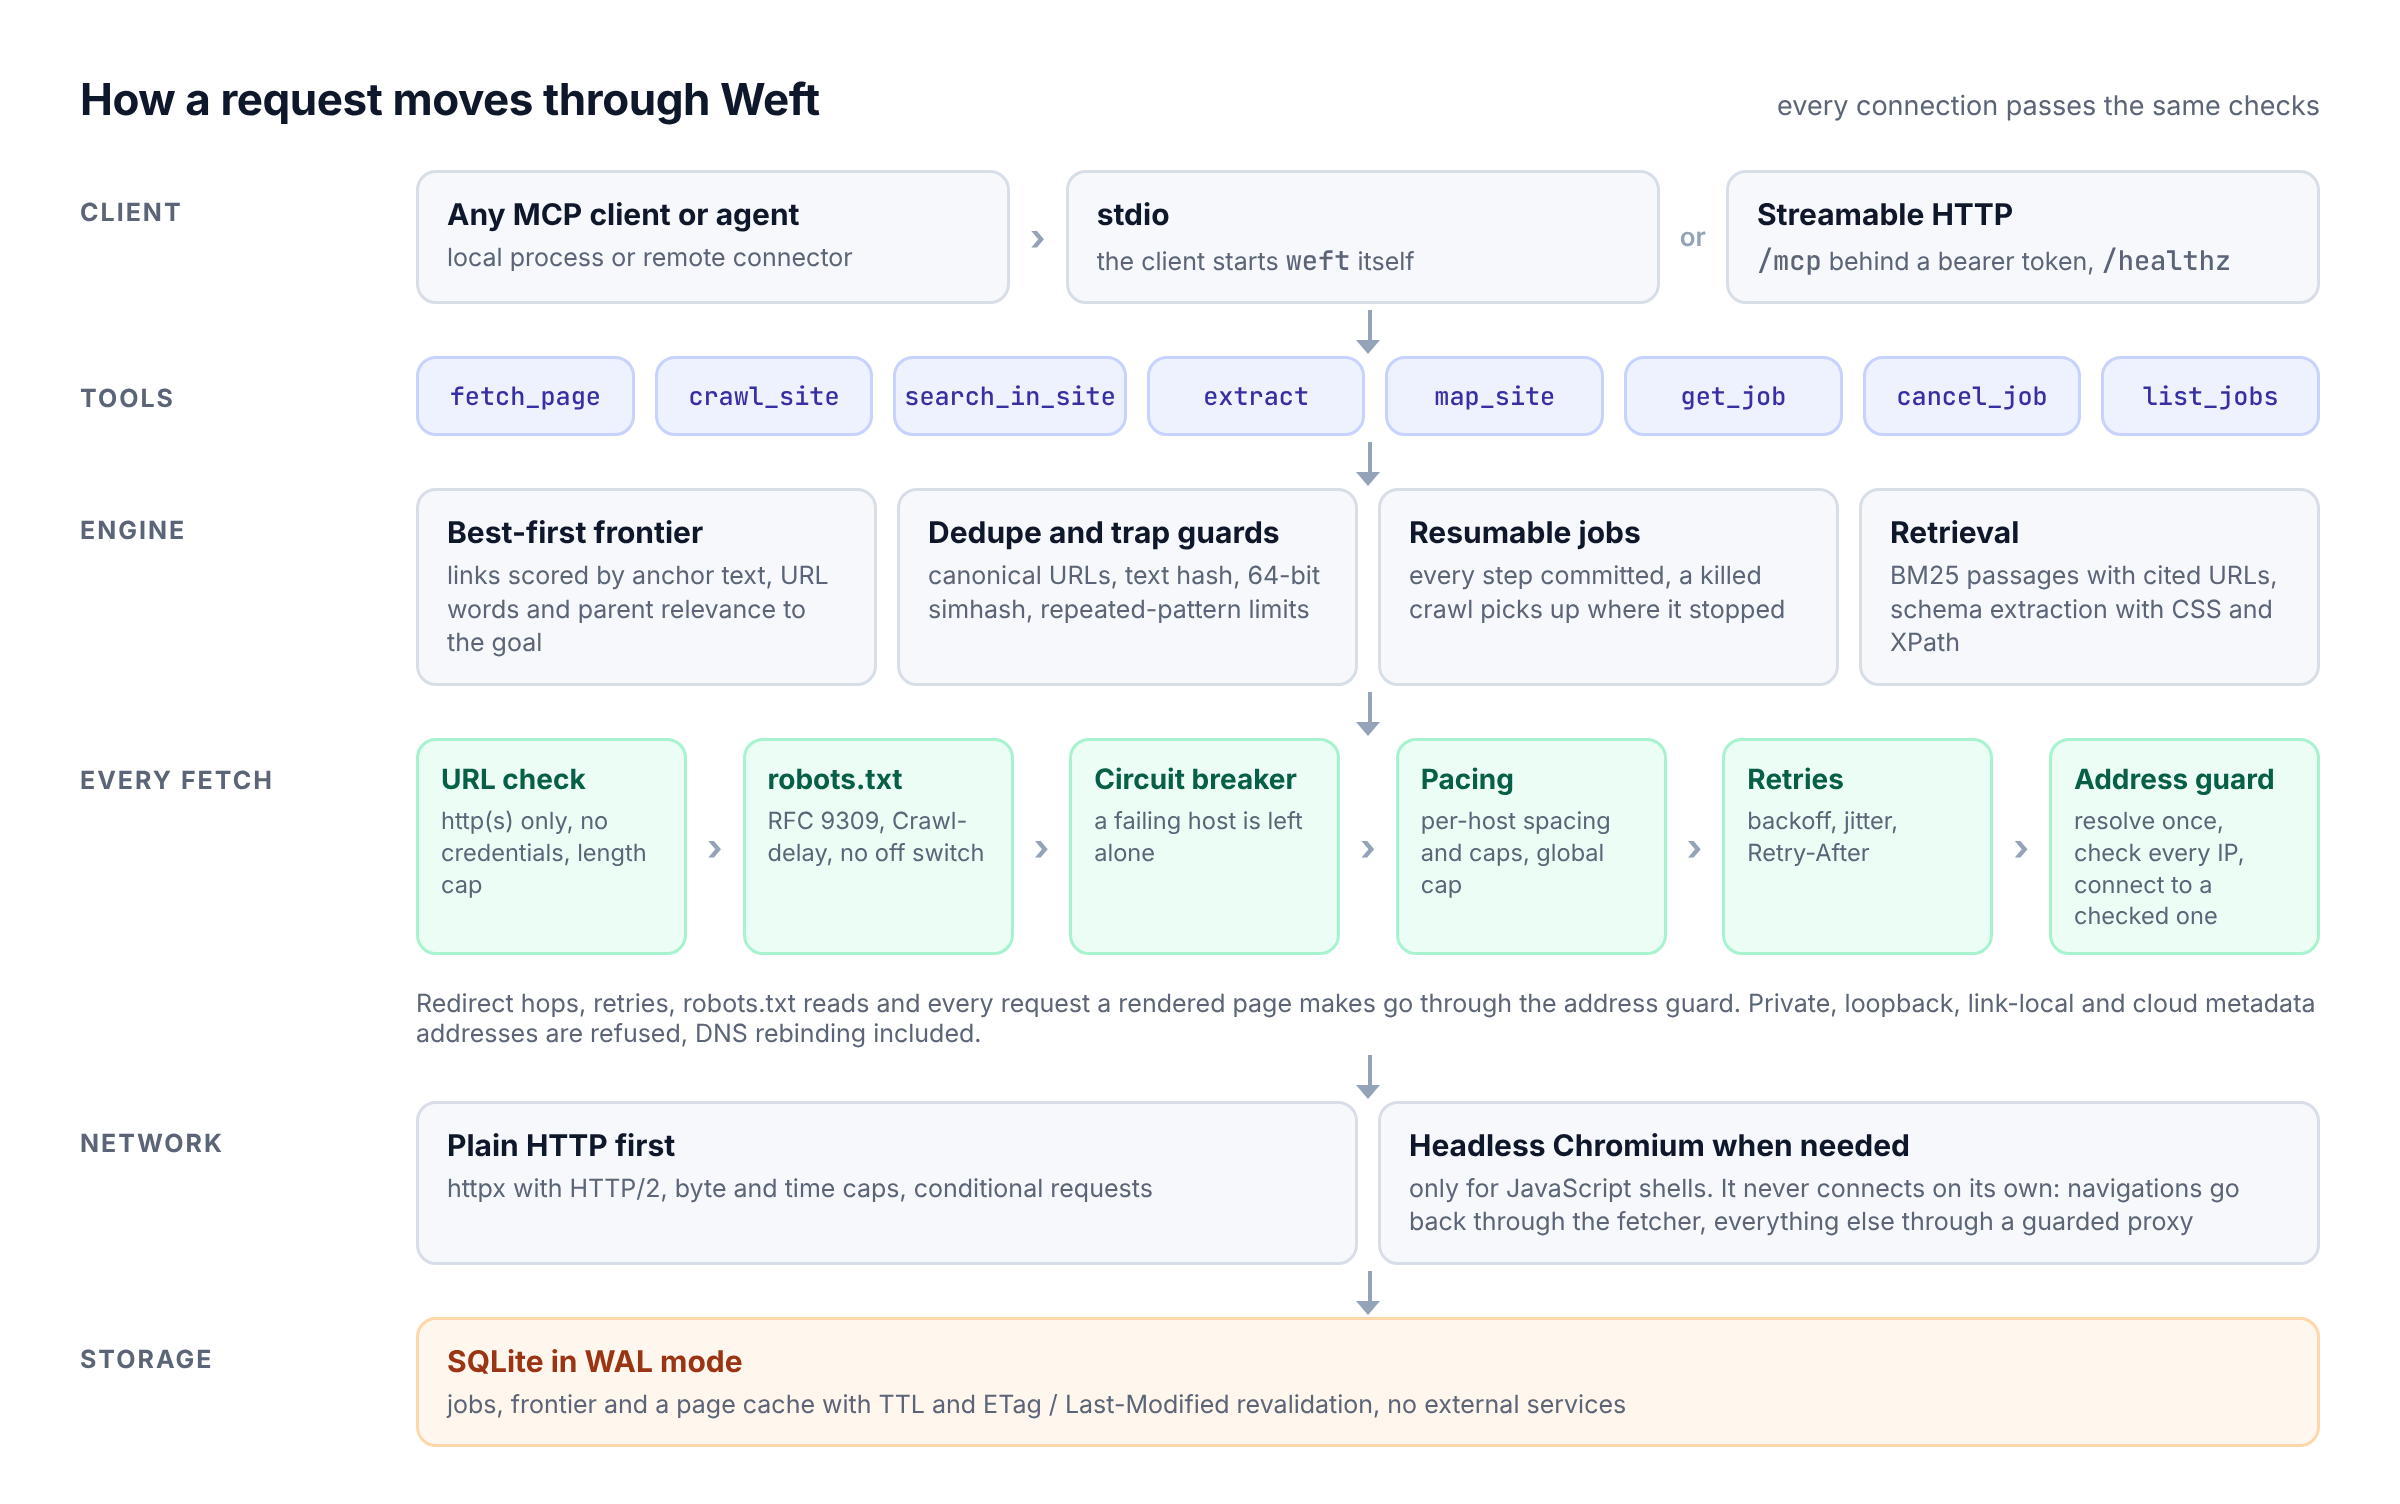 How a request moves through Weft
every connection passes the same checks
CLIENT
Any MCP client or agent
local process or remote connector
›
stdio
the client starts weft itself
or
Streamable HTTP
/mcp behind a bearer token, /healthz
TOOLS
fetch_page
crawl_site
search_in_site
extract
map_site
get_job
cancel_job
list_jobs
ENGINE
Best-first frontier
links scored by anchor text, URL
words and parent relevance to
the goal
Dedupe and trap guards
canonical URLs, text hash, 64-bit
simhash, repeated-pattern limits
Resumable jobs
every step committed, a killed
crawl picks up where it stopped
Retrieval
BM25 passages with cited URLs,
schema extraction with CSS and
XPath
EVERY FETCH
URL check
http(s) only, no
credentials, length
cap
›
robots.txt
RFC 9309, Crawl-
delay, no off switch
›
Circuit breaker
a failing host is left
alone
›
Pacing
per-host spacing
and caps, global
cap
›
Retries
backoff, jitter,
Retry-After
›
Address guard
resolve once,
check every IP,
connect to a
checked one
Redirect hops, retries, robots.txt reads and every request a rendered page makes go through the address guard. Private, loopback, link-local and cloud metadata
addresses are refused, DNS rebinding included.
NETWORK
Plain HTTP first
httpx with HTTP/2, byte and time caps, conditional requests
Headless Chromium when needed
only for JavaScript shells. It never connects on its own: navigations go
back through the fetcher, everything else through a guarded proxy
STORAGE
SQLite in WAL mode
jobs, frontier and a page cache with TTL and ETag / Last-Modified revalidation, no external services